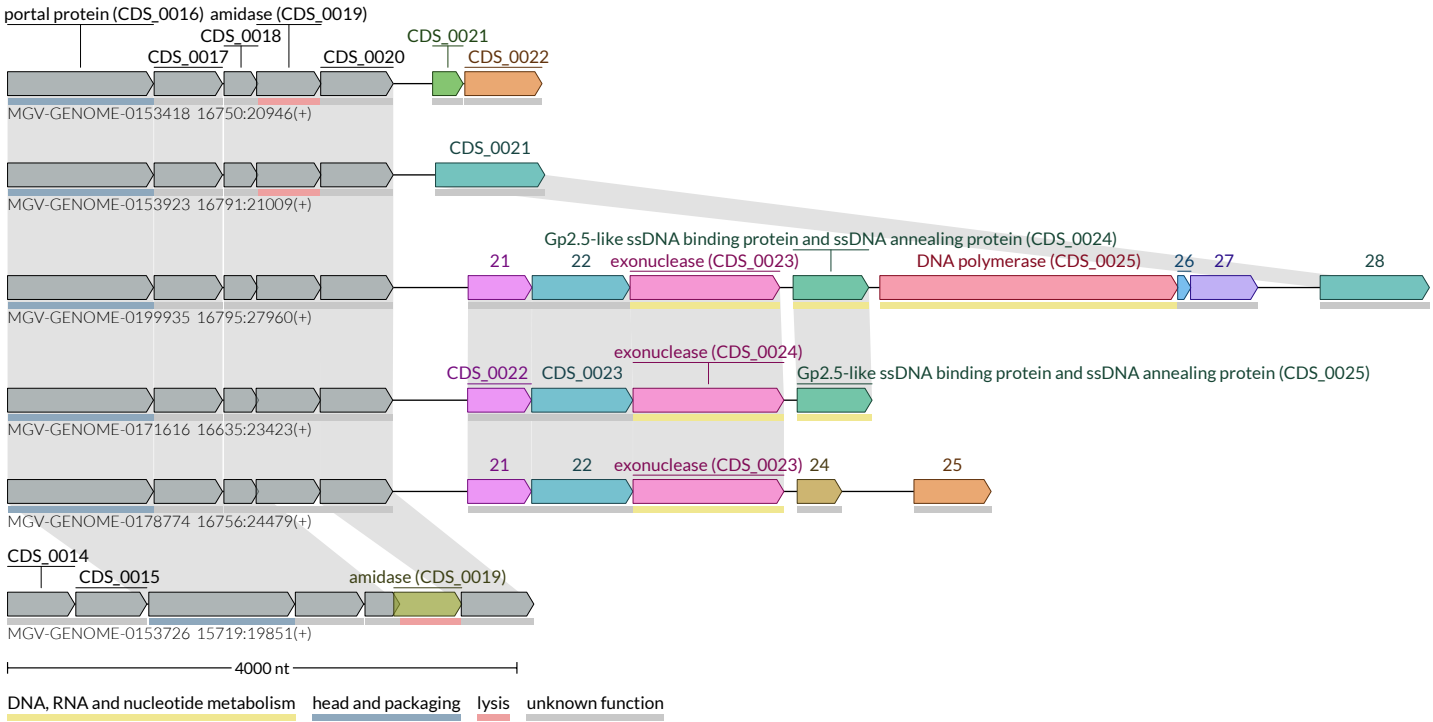 portal protein (CDS_0016) amidase (CDS_0019)
CDS_0018 CDS_0021
CDS_0017 CDS_0020 CDS_0022
MGV-GENOME-0153418 16750:20946(+)
CDS_0021
MGV-GENOME-0153923 16791:21009(+)
Gp2.5-like ssDNA binding protein and ssDNA annealing protein (CDS_0024)
21 22 exonuclease (CDS_0023) DNA polymerase (CDS_0025) 26 27 28
MGV-GENOME-0199935 16795:27960(+)
exonuclease (CDS_0024)
CDS_0022 CDS_0023 Gp2.5-like ssDNA binding protein and ssDNA annealing protein (CDS_0025)
MGV-GENOME-0171616 16635:23423(+)
21 22 exonuclease (CDS_0023) 24 25
MGV-GENOME-0178774 16756:24479(+)
CDS_0014
CDS_0015 amidase (CDS_0019)
MGV-GENOME-0153726 15719:19851(+)
4000 nt
DNA, RNA and nucleotide metabolism head and packaging lysis unknown function